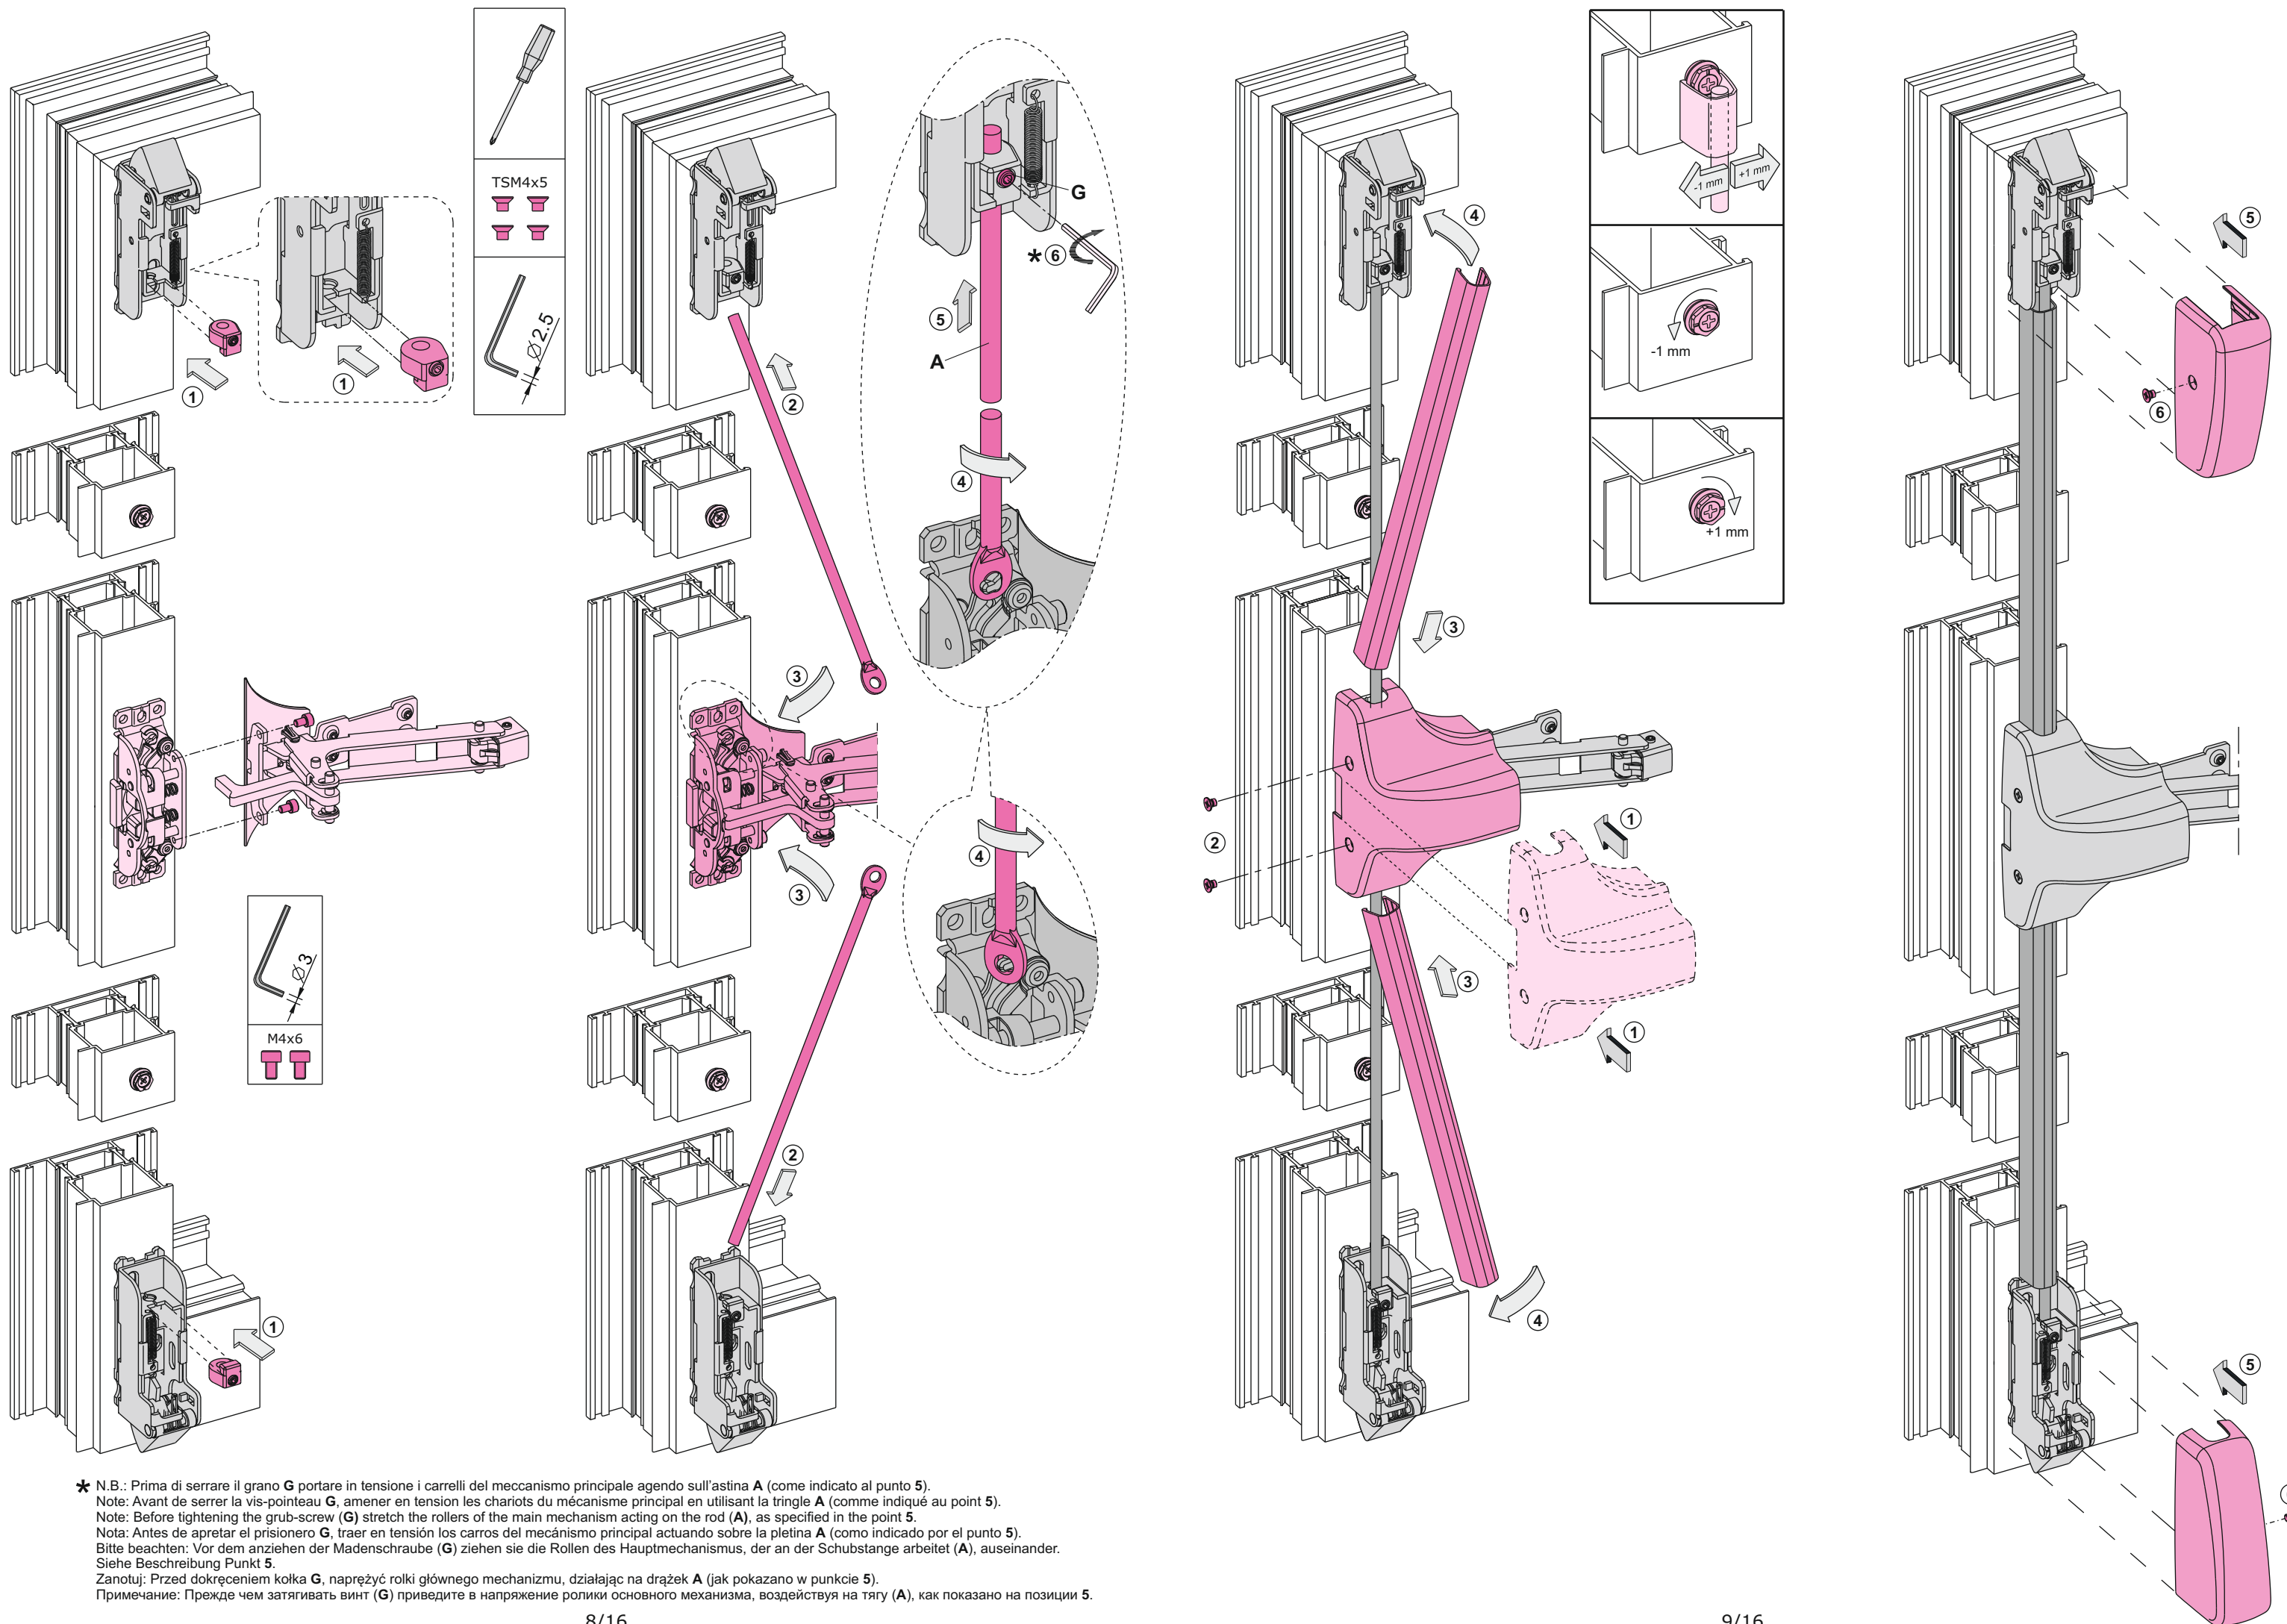 TSM4x5
Ø 2.5
1
1
2
G
* 6
5
A
4
3
3
4
2
Ø 3
M4x6
1
-1 mm
+1 mm
-1 mm
+1 mm
4
3
2
1
3
1
4
5
6
5
* N.B.: Prima di serrare il grano G portare in tensione i carrelli del meccanismo principale agendo sull'astina A (come indicato al punto 5).
Note: Avant de serrer la vis-pointeau G, amener en tension les chariots du mécanisme principal en utilisant la tringle A (comme indiqué au point 5).
Note: Before tightening the grub-screw (G) stretch the rollers of the main mechanism acting on the rod (A), as specified in the point 5.
Nota: Antes de apretar el prisionero G, traer en tensión los carros del mecánismo principal actuando sobre la pletina A (como indicado por el punto 5).
Bitte beachten: Vor dem anziehen der Madenschraube (G) ziehen sie die Rollen des Hauptmechanismus, der an der Schubstange arbeitet (A), auseinander.
Siehe Beschreibung Punkt 5.
Zanotuj: Przed dokręceniem kołka G, naprężyć rolki głównego mechanizmu, działając na drążek A (jak pokazano w punkcie 5).
Примечание: Прежде чем затягивать винт (G) приведите в напряжение ролики основного механизма, воздействуя на тягу (A), как показано на позиции 5.
8/16
9/16